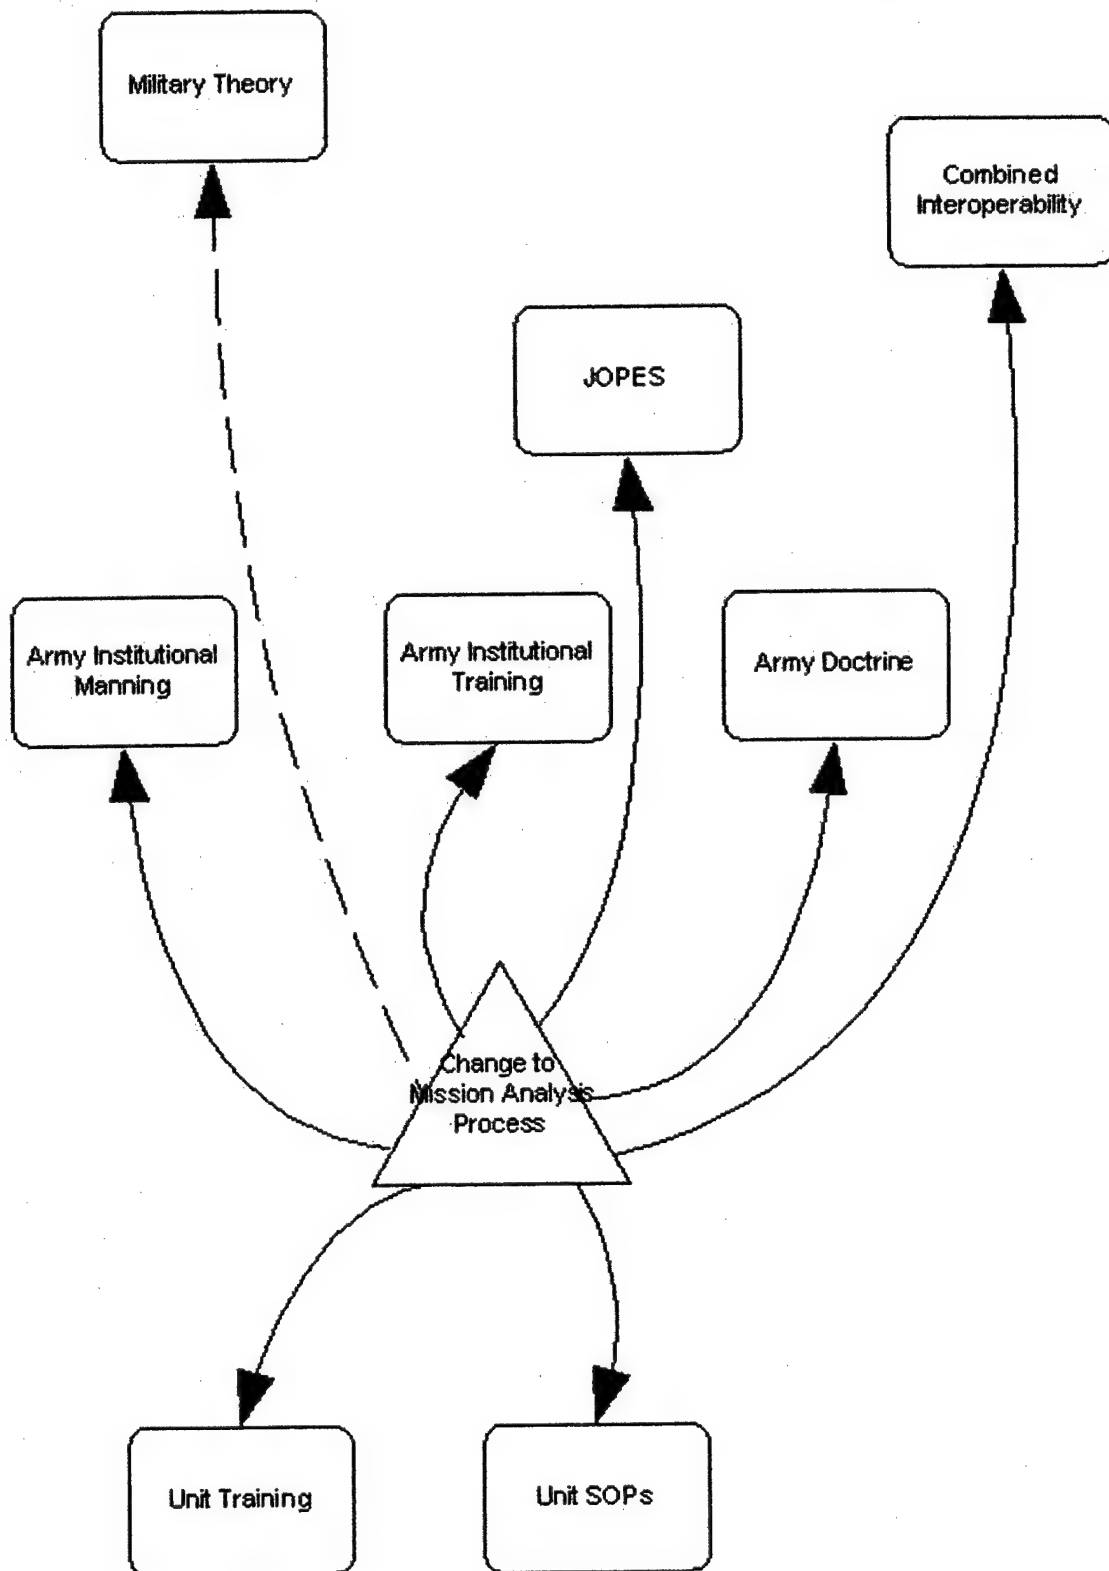 Military Theory
Combined
Interoperability
JOPES
Army Institutional
Manning
Army Institutional
Training
Army Doctrine
Change to
Mission Analysis
Process
Unit Training
Unit SOPs